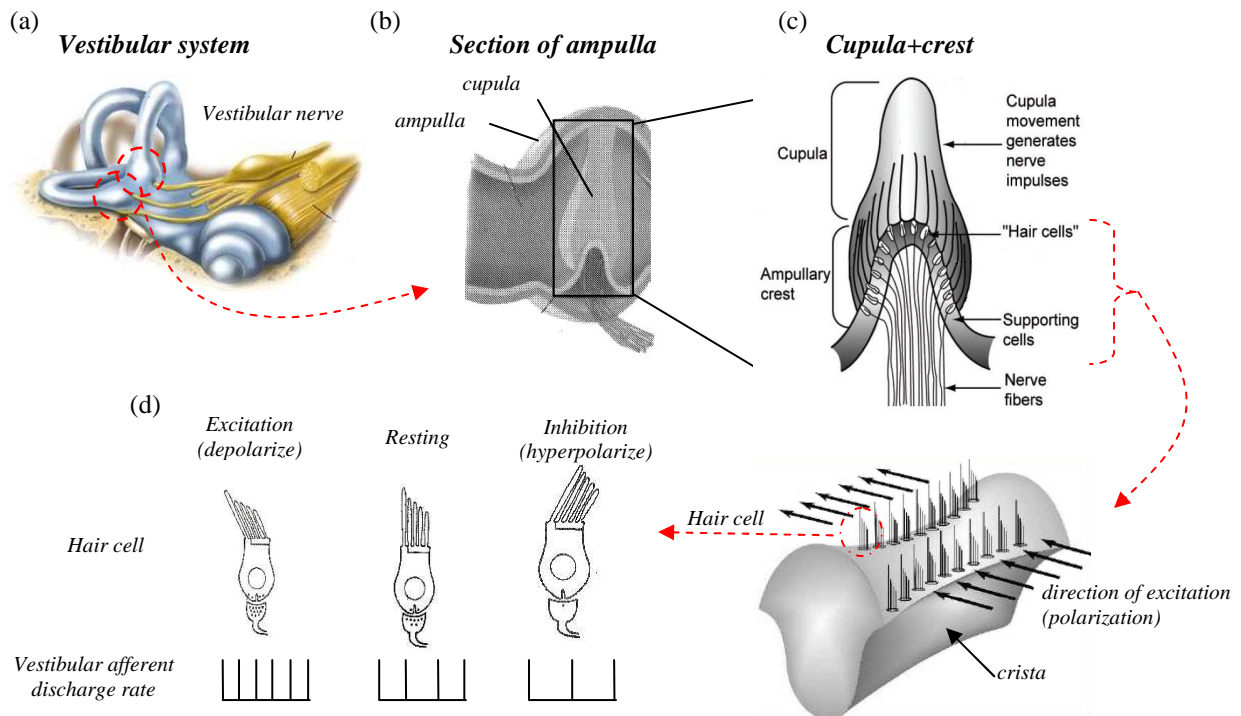 (a)
Vestibular system
Vestibular nerve
(b)
Section of ampulla
cupula
ampulla
Cupula+crest
(c)
Cupula
Cupula
movement
generates
nerve
impulses
"Hair cells"
Ampullary
crest
Supporting
cells
Nerve
fibers
(d)
Excitation
(depolarize)
Resting
Inhibition
(hyperpolarize)
Hair cell
Hair cell
direction of excitation
(polarization)
crista
Vestibular afferent
discharge rate